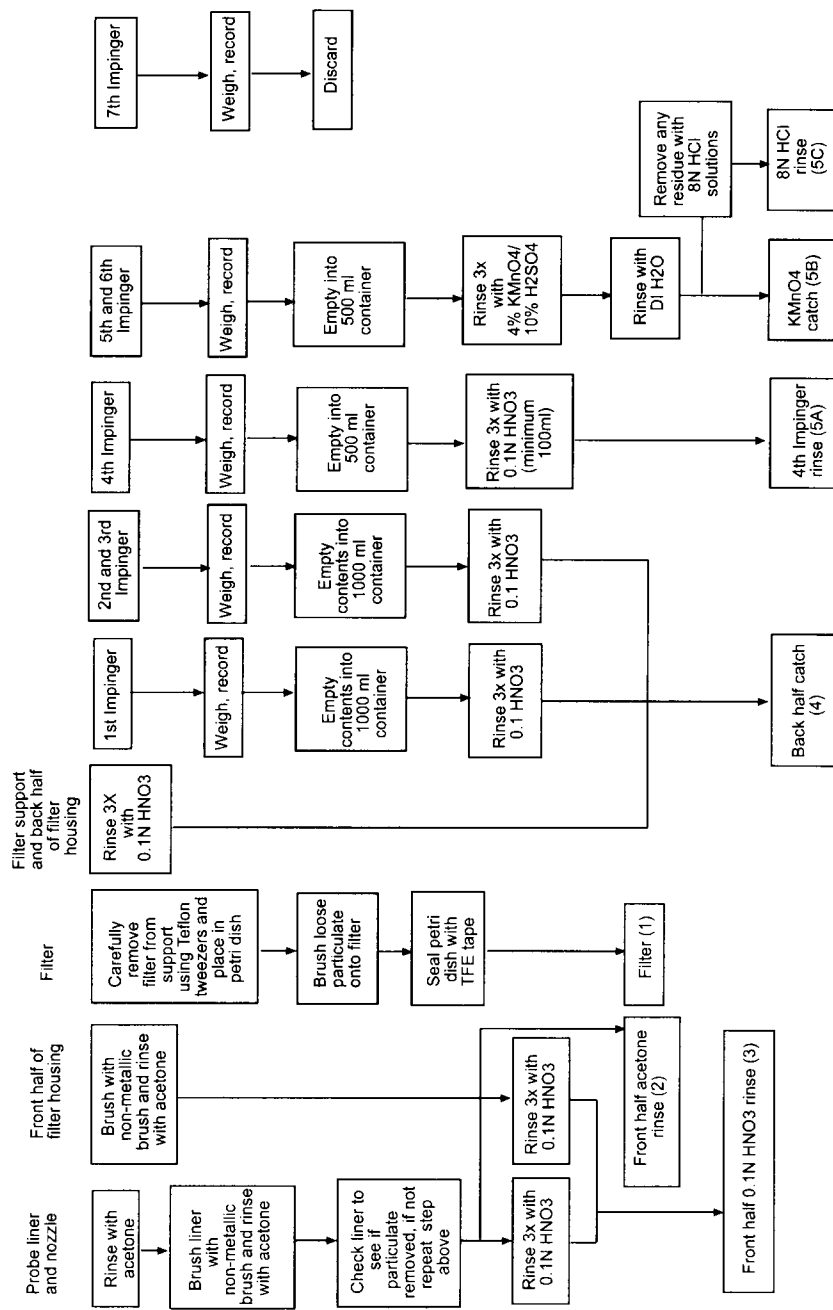 Probe liner
and nozzle
Rinse with
acetone
Brush liner
with
non-metallic
brush and rinse
with acetone
Check liner to
see if
particulate
removed, if not
repeat step
above
Rinse 3x with
0.1N HNO3
Front half of
filter housing
Brush with
non-metallic
brush and rinse
with acetone
Rinse 3x with
0.1N HNO3
Front half 0.1N HNO3 rinse (3)
Front half acetone
rinse (2)
Filter
Carefully
remove
filter from
support
using Teflon
tweezers and
place in
petri dish
Brush loose
particulate
onto filter
Seal petri
dish with
TFE tape
Filter (1)
Filter support
and back half
of filter
housing
Rinse 3X
with
0.1N HNO3
1st Impinger
Weigh, record
Empty
contents into
1000 ml
container
Rinse 3x with
0.1 HNO3
2nd and 3rd
Impinger
Weigh, record
Empty
contents into
1000 ml
container
Rinse 3x with
0.1 HNO3
Back half catch
(4)
4th Impinger
Weigh, record
Empty into
500 ml
container
Rinse 3x with
0.1N HNO3
(minimum
100ml)
4th Impinger
rinse (5A)
5th and 6th
Impinger
Weigh, record
Empty into
500 ml
container
Rinse 3x
with
4% KMnO4/
10% H2SO4
Rinse with
DI H2O
KMnO4
catch (5B)
Remove any
residue with
8N HCl
solutions
8N HCl
rinse
(5C)
7th Impinger
Weigh, record
Discard